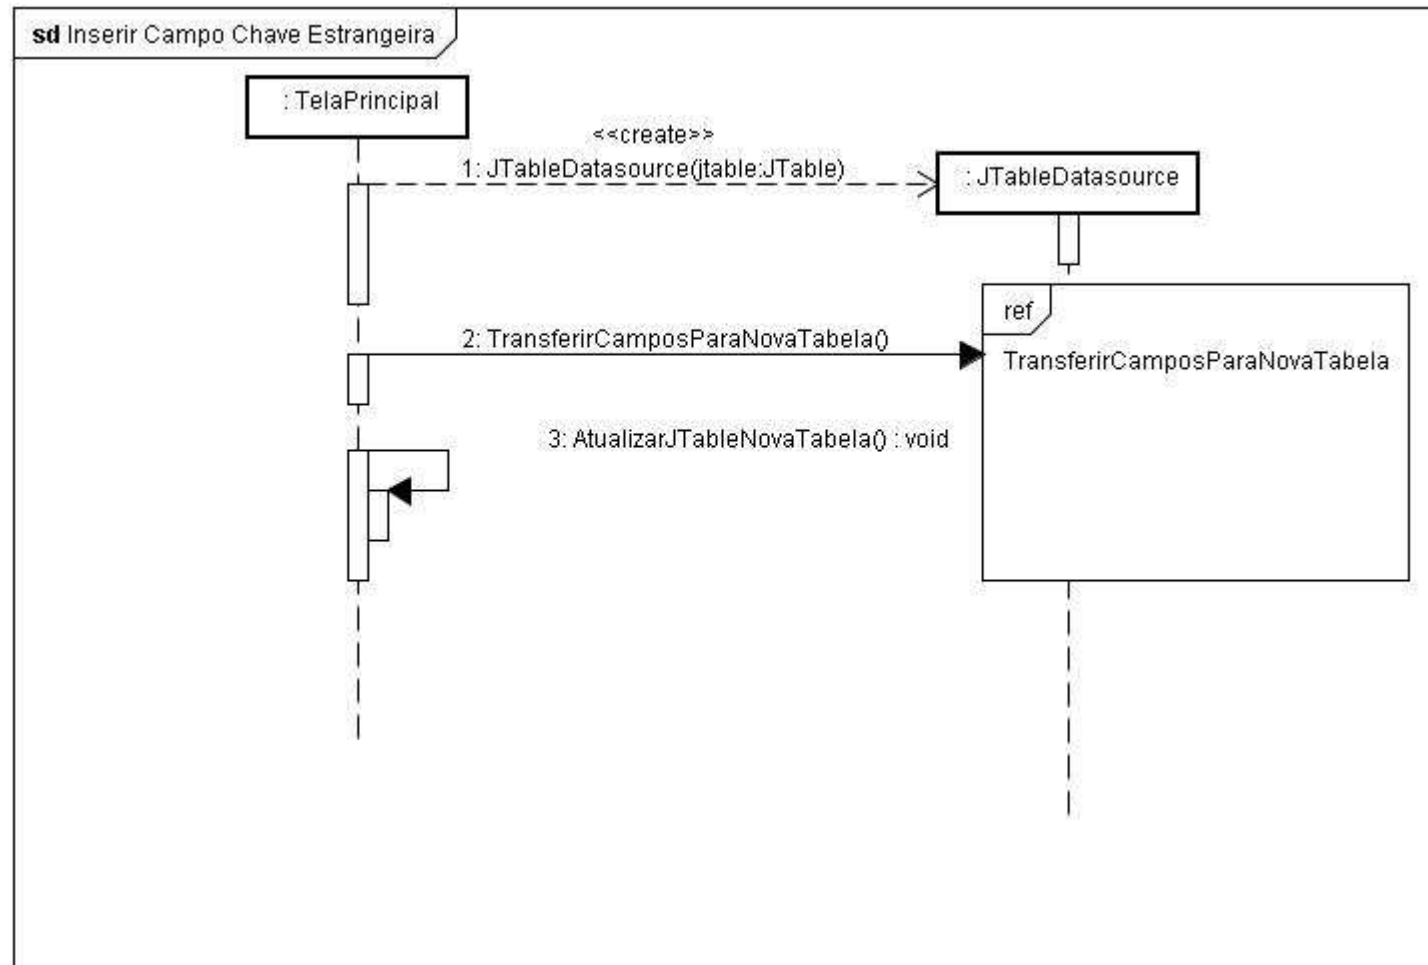 sd Inserir Campo Chave Estrangeira
: TelaPrincipal
<<create>>
1: JTableDatasource(jtable:JTable)
: JTableDatasource
ref
2: TransferirCamposParaNovaTabela()
TransferirCamposParaNovaTabela
3: AtualizarJTableNovaTabela() : void